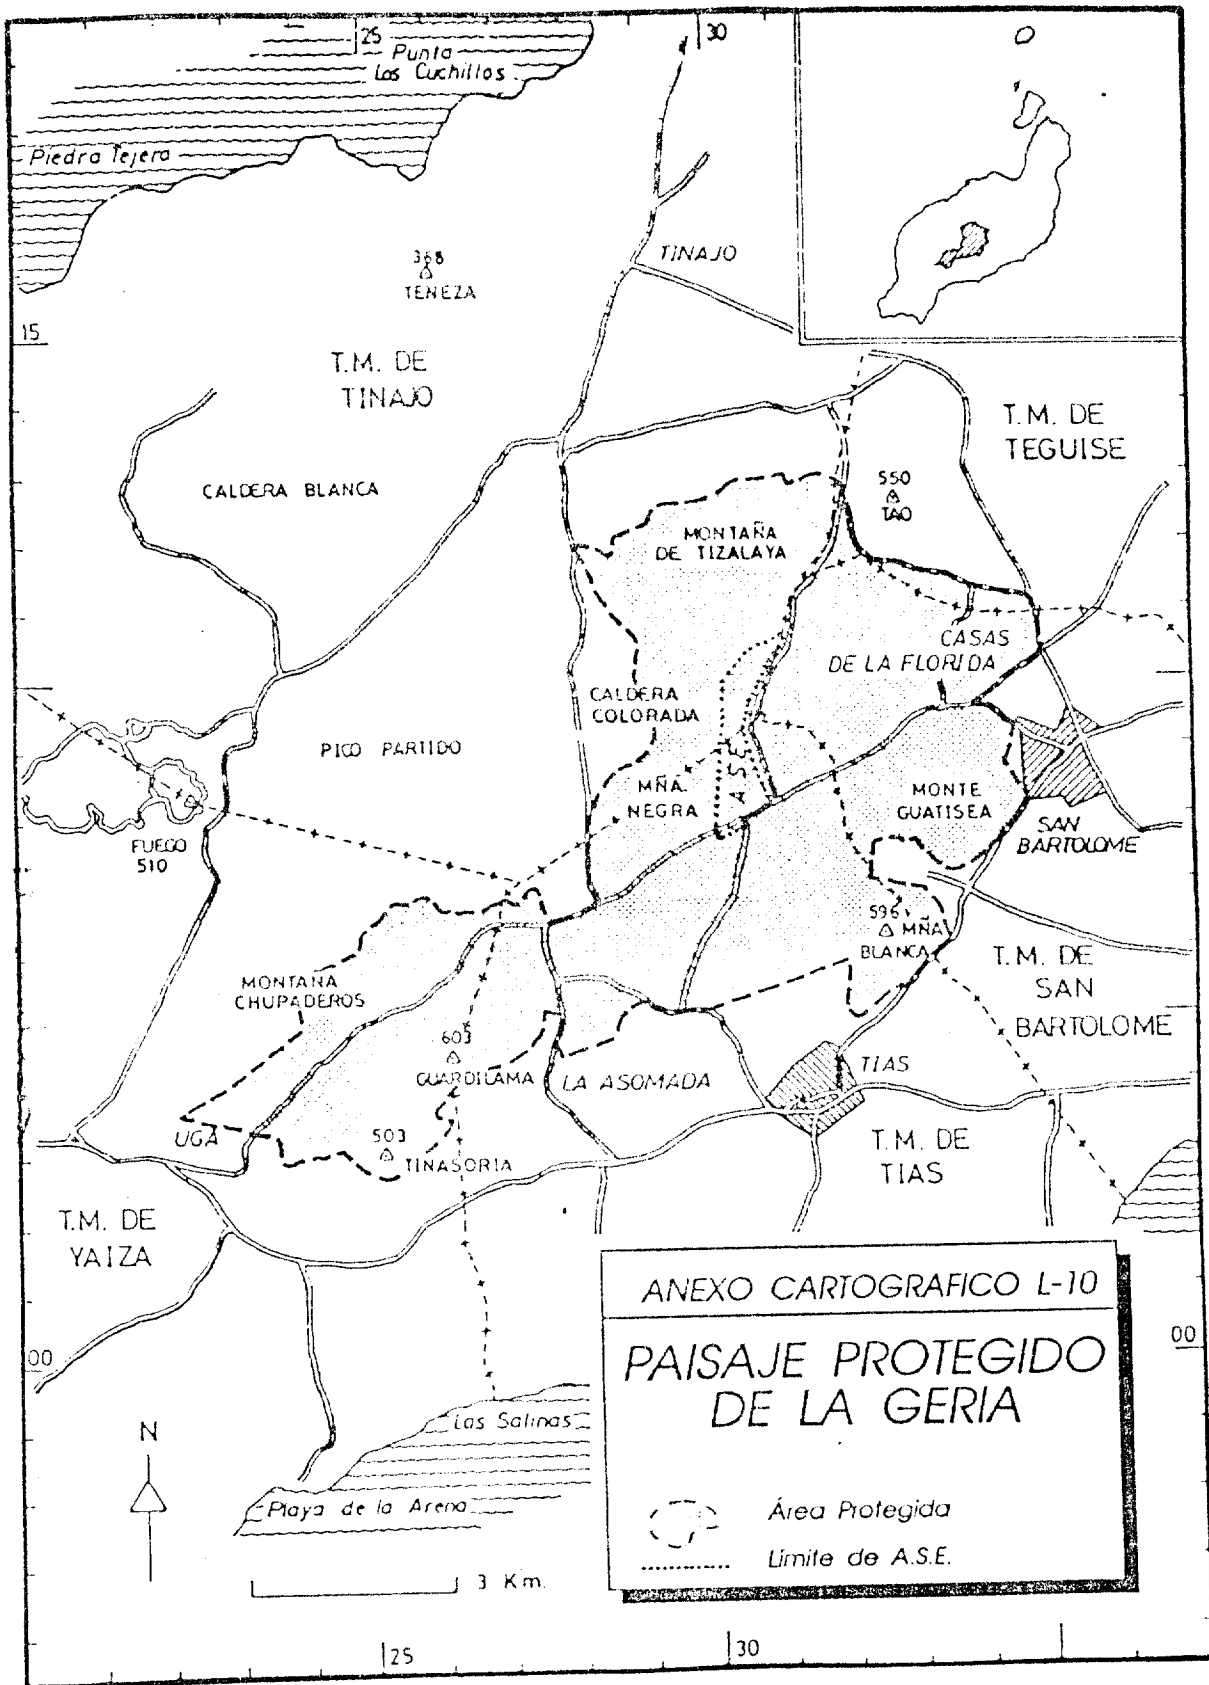 25
30
Punta
Los Cuchillos
Piedra Tejera
368
TENEZA
TINAJO
15
T.M. DE
TINAJO
T.M. DE
TEGUISE
CALDERA BLANCA
550
TAO
MONTAÑA
DE TIZALAYA
CASAS
DE LA FLORIDA
CALDERA
COLORADA
PICO PARTIDO
A.S.E.
MÑA.
NEGRA
MONTE
GUATISEA
FUEGO
510
SAN
BARTOLOME
596
MÑA
BLANCA
T.M. DE
SAN
BARTOLOME
MONTAÑA
CHUPADEROS
603
GUARDILAMA
LA ASOMADA
TIAS
UGA
503
TINASORIA
T.M. DE
TIAS
T.M. DE
YAIZA
ANEXO CARTOGRAFICO L-10
00
00
PAISAJE PROTEGIDO
DE LA GERIA
Las Salinas
N
Playa de la Arena
Área Protegida
Límite de A.S.E.
3 Km.
25
30